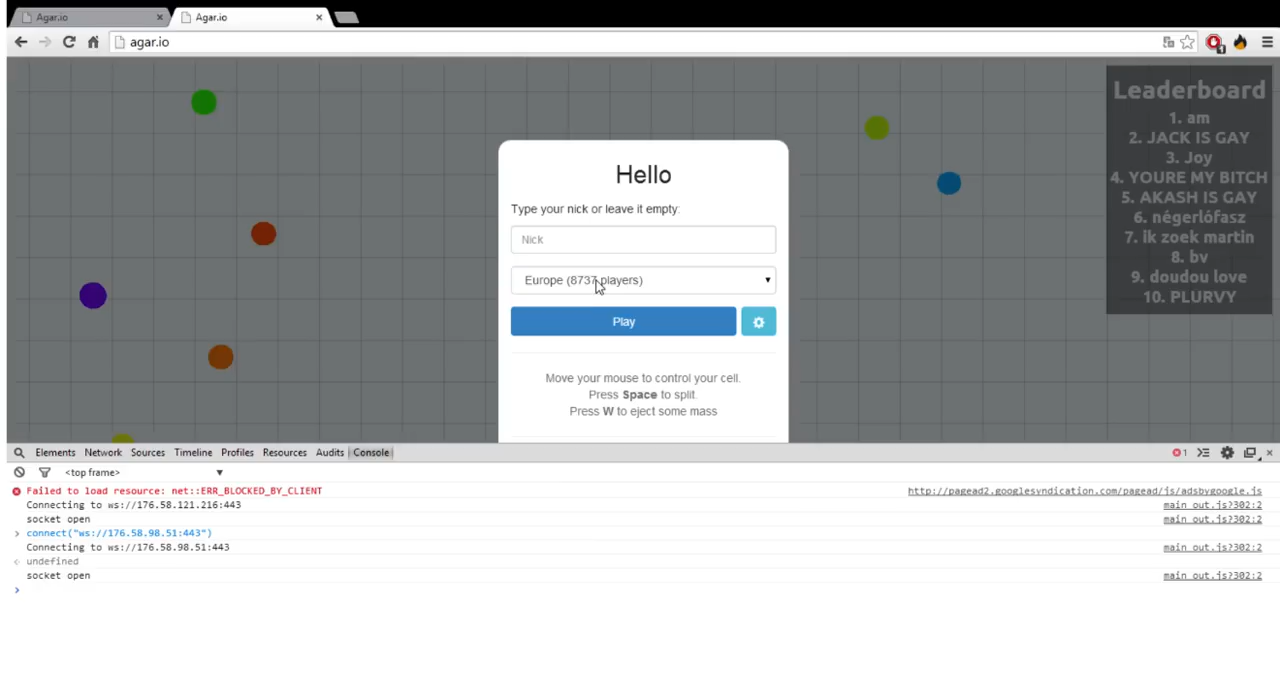 Agar.io
Agar.io
agar.io
Leaderboard
1. am
2. JACK IS GAY
3. Joy
4. YOURE MY BITCH
5. AKASH IS GAY
6. négerlófasz
7. ik zoek martin
8. bv
9. doudou love
10. PLURVY
Hello
Type your nick or leave it empty:
Nick
Europe (8737 players)
Play
Move your mouse to control your cell.
Press Space to split.
Press W to eject some mass
Elements Network Sources Timeline Profiles Resources Audits Console
1
<top frame>
Failed to load resource: net::ERR_BLOCKED_BY_CLIENT http://pagead2.googlesyndication.com/pagead/js/adsbygoogle.js
Connecting to ws://176.58.121.216:443 main_out.js?302:2
socket open main_out.js?302:2
connect("ws://176.58.98.51:443")
Connecting to ws://176.58.98.51:443 main_out.js?302:2
undefined
socket open main_out.js?302:2